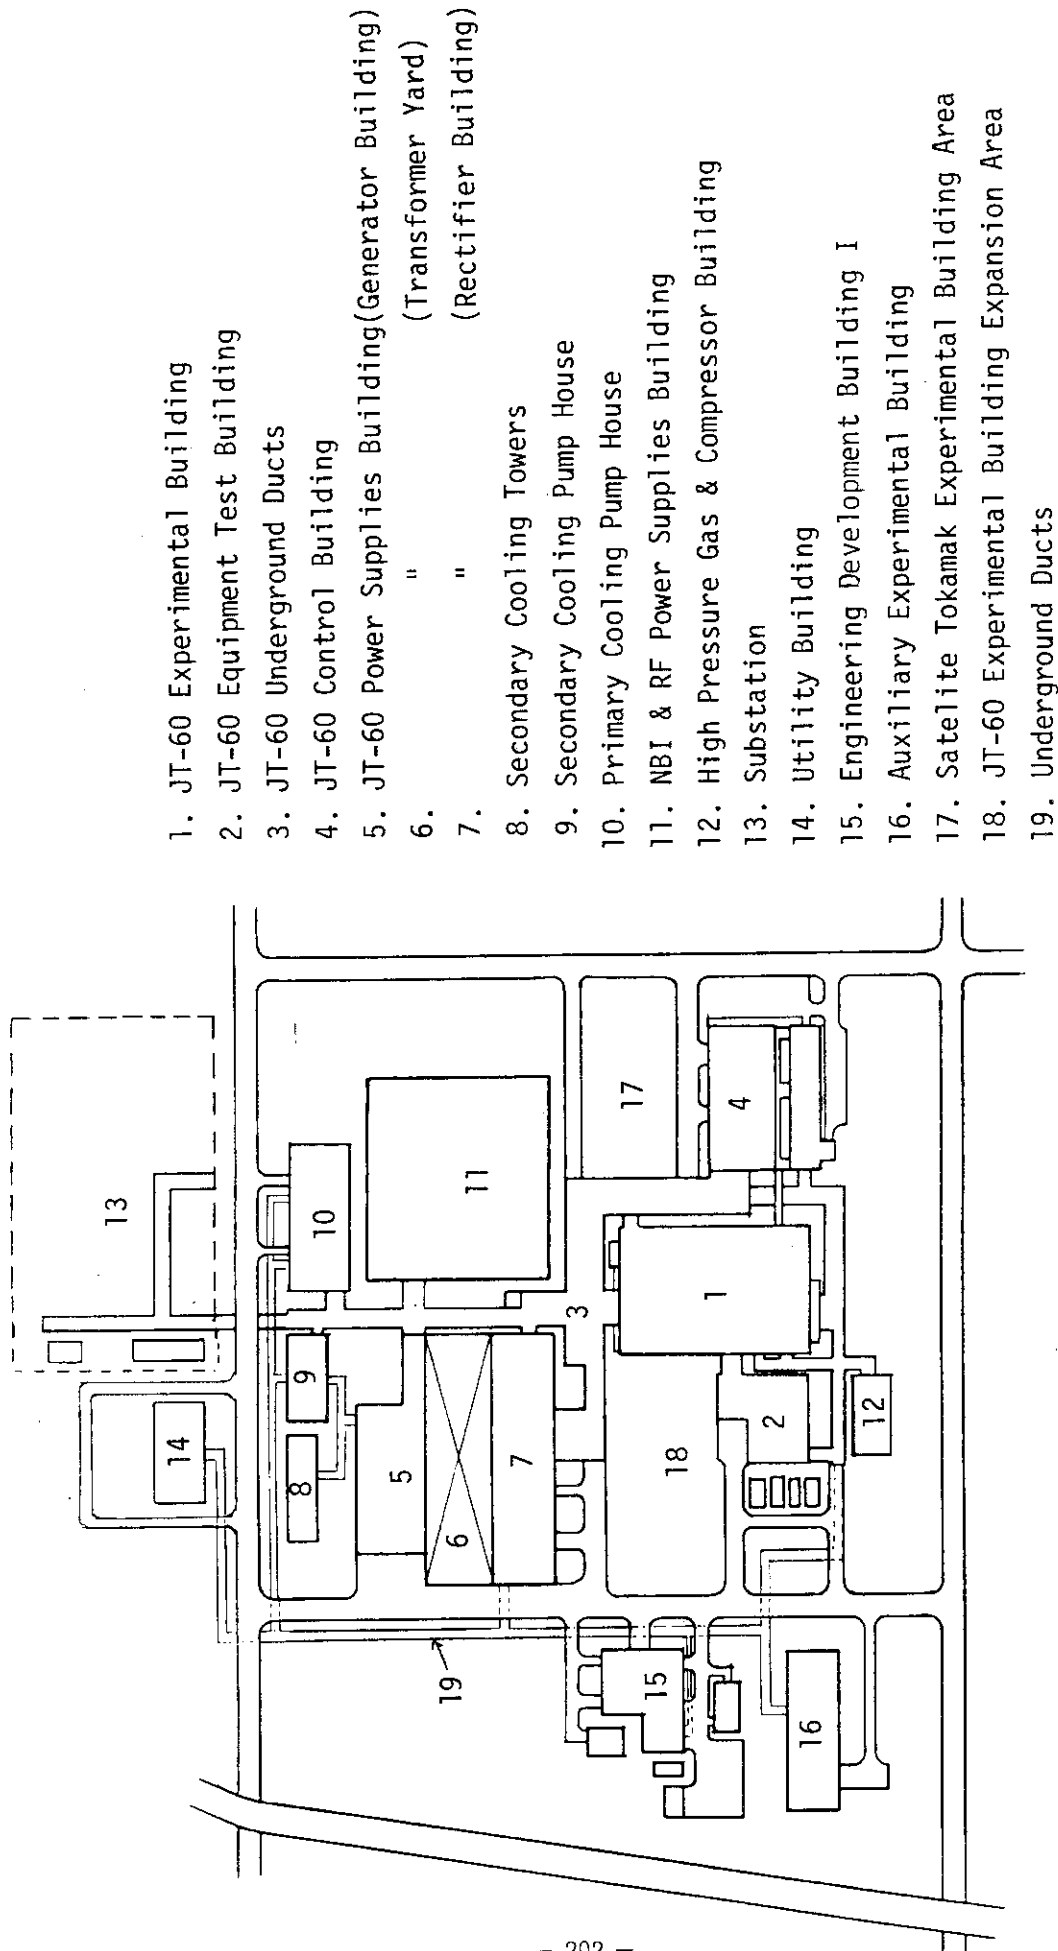 1. JT-60 Experimental Building
2. JT-60 Equipment Test Building
3. JT-60 Underground Ducts
4. JT-60 Control Building
5. JT-60 Power Supplies Building(Generator Building)
6. " (Transformer Yard)
7. " (Rectifier Building)
8. Secondary Cooling Towers
9. Secondary Cooling Pump House
10. Primary Cooling Pump House
11. NBI & RF Power Supplies Building
12. High Pressure Gas & Compressor Building
13. Substation
14. Utility Building
15. Engineering Development Building I
16. Auxiliary Experimental Building
17. Satelite Tokamak Experimental Building Area
18. JT-60 Experimental Building Expansion Area
19. Underground Ducts
13
14
10
9
8
11
5
6
7
3
17
4
1
18
2
12
19
15
16
- 202 -